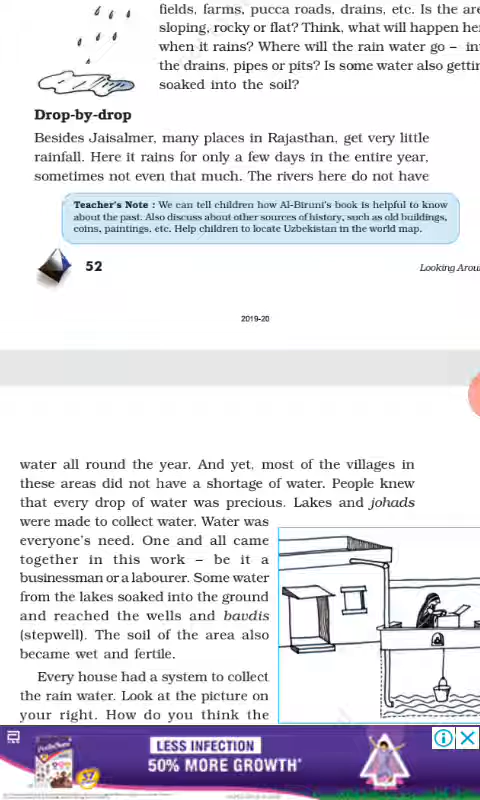 fields, farms, pucca roads, drains, etc. Is the are
sloping, rocky or flat? Think, what will happen he
when it rains? Where will the rain water go – in
the drains, pipes or pits? Is some water also gettin
soaked into the soil?
Drop-by-drop
Besides Jaisalmer, many places in Rajasthan, get very little
rainfall. Here it rains for only a few days in the entire year,
sometimes not even that much. The rivers here do not have
Teacher's Note : We can tell children how Al-Biruni's book is helpful to know
about the past. Also discuss about other sources of history, such as old buildings,
coins, paintings, etc. Help children to locate Uzbekistan in the world map.
52
Looking Arou
2019-20
water all round the year. And yet, most of the villages in
these areas did not have a shortage of water. People knew
that every drop of water was precious. Lakes and johads
were made to collect water. Water was
everyone's need. One and all came
together in this work – be it a
businessman or a labourer. Some water
from the lakes soaked into the ground
and reached the wells and bavdis
(stepwell). The soil of the area also
became wet and fertile.
Every house had a system to collect
the rain water. Look at the picture on
your right. How do you think the
LESS INFECTION
50% MORE GROWTH*